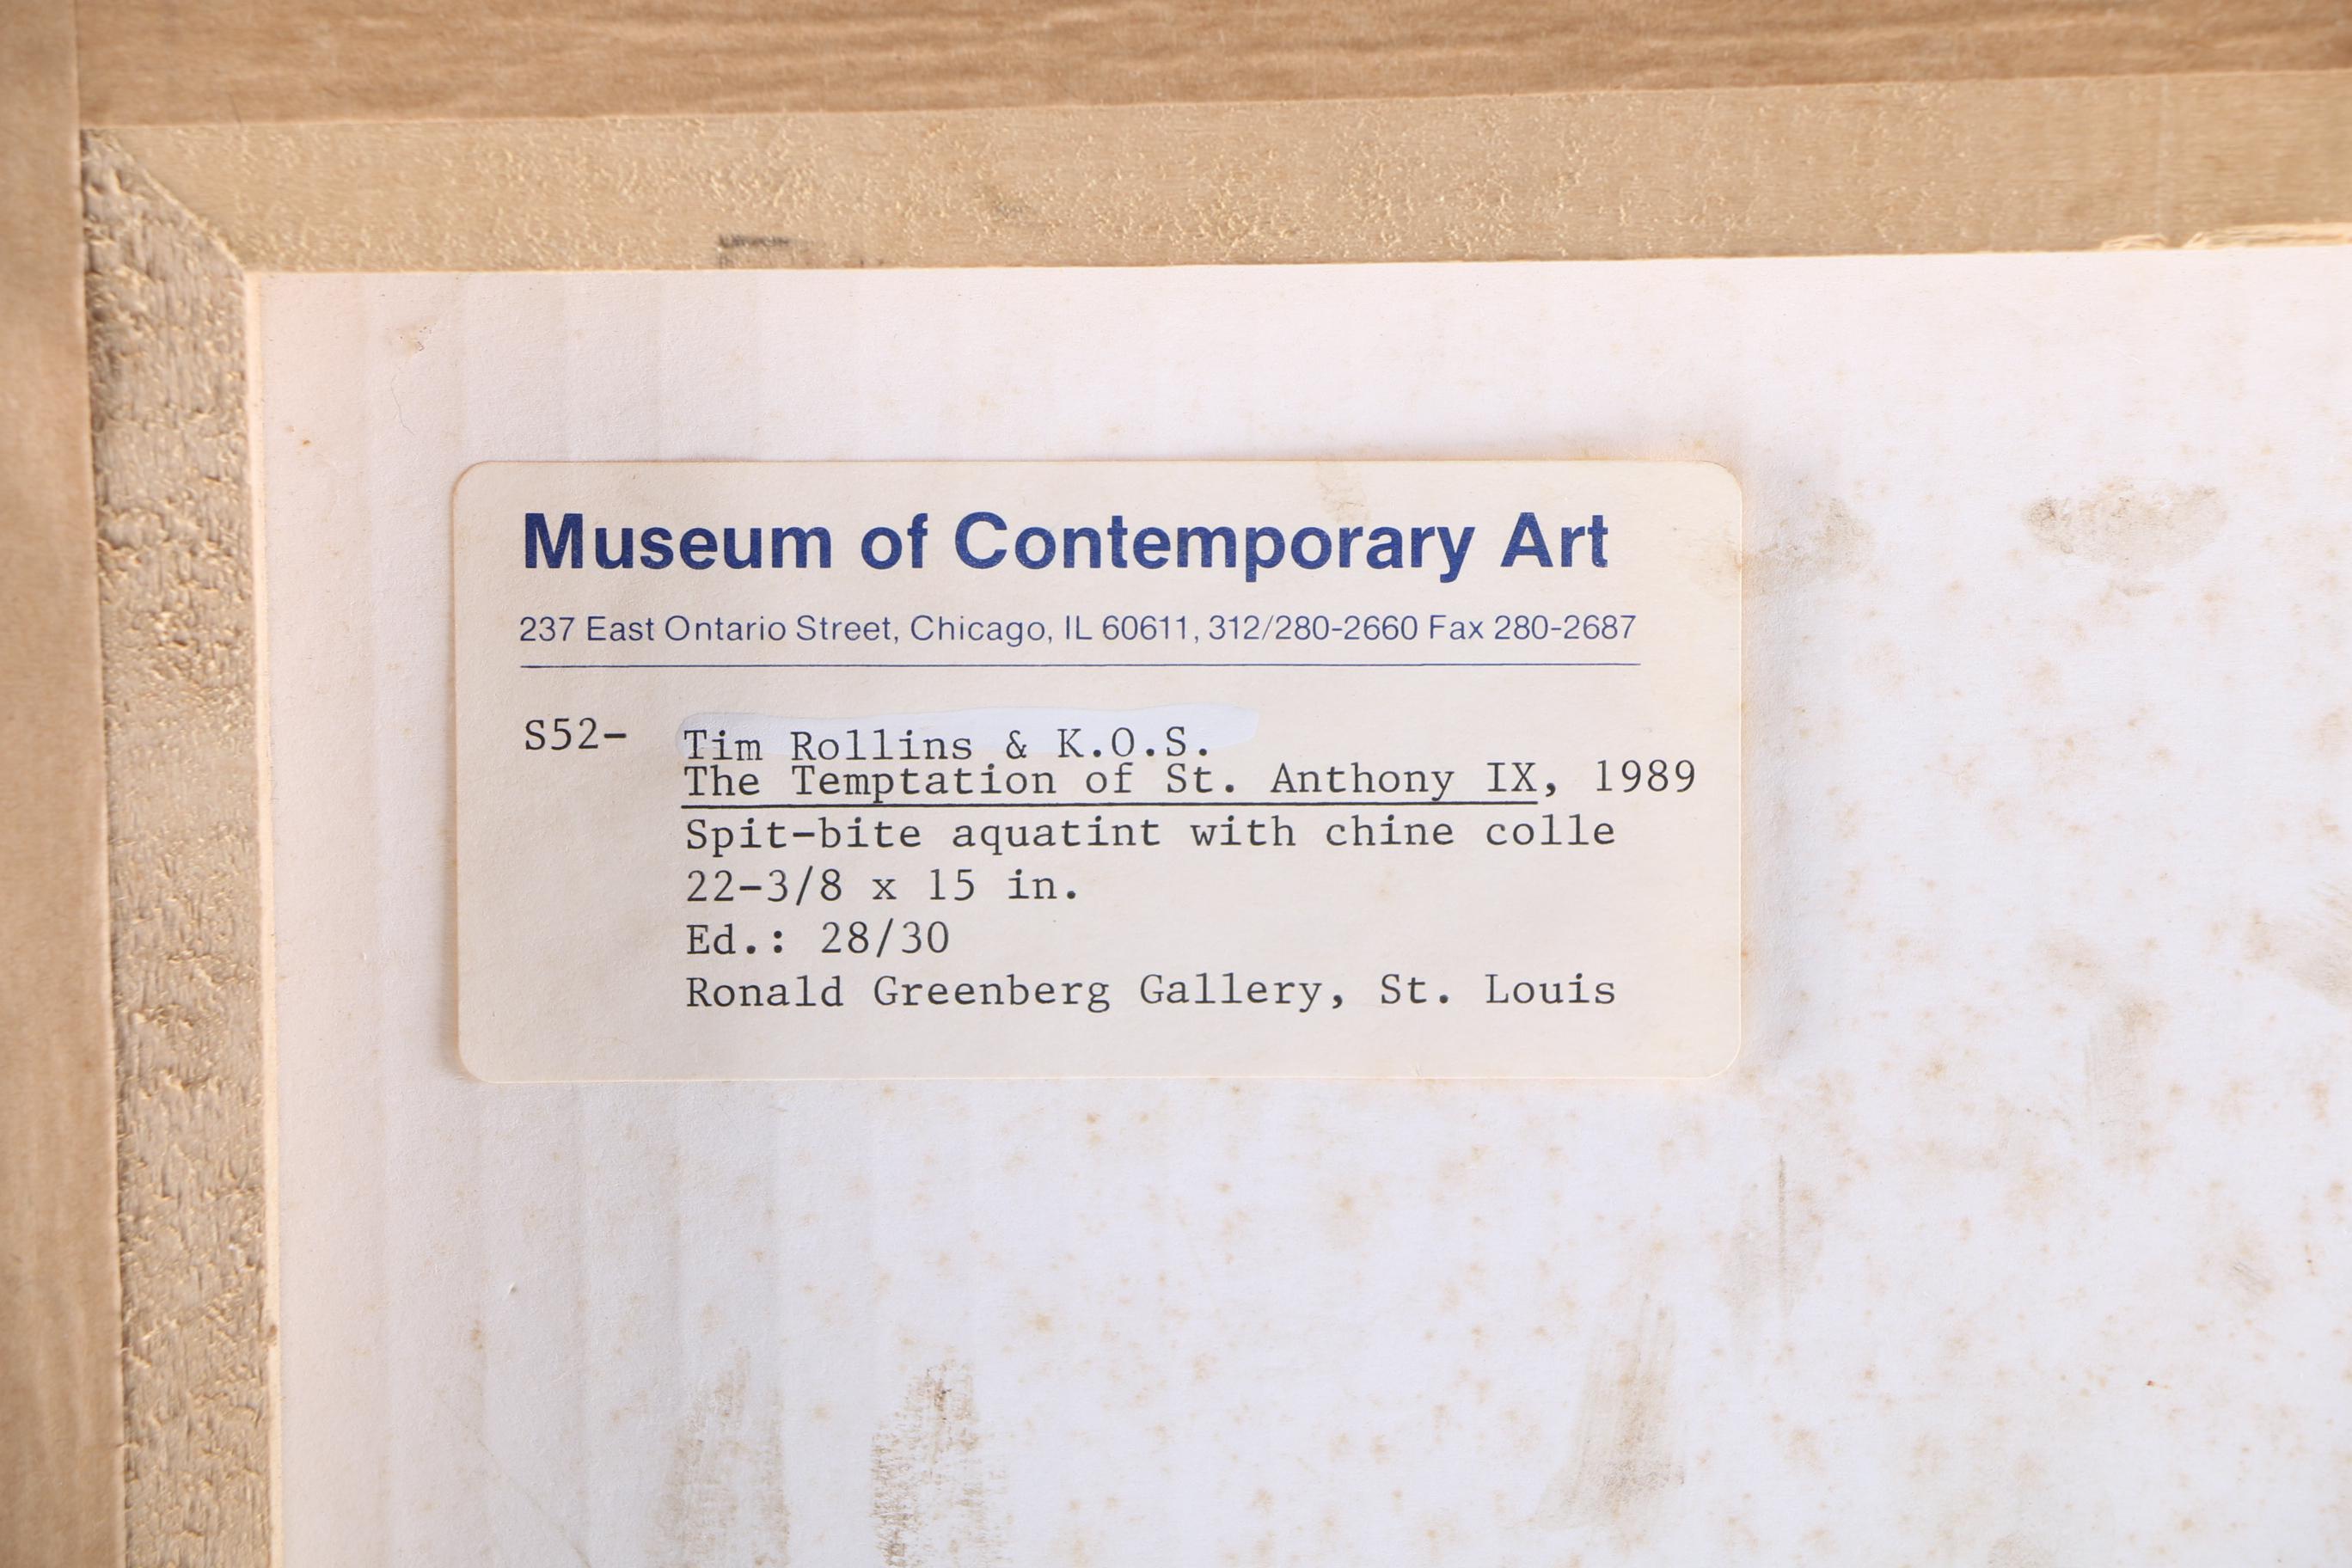 Museum of Contemporary Art
237 East Ontario Street, Chicago, IL 60611, 312/280-2660 Fax 280-2687
S52- Tim Rollins & K.O.S.
The Temptation of St. Anthony IX, 1989
Spit-bite aquatint with chine colle
22-3/8 x 15 in.
Ed.: 28/30
Ronald Greenberg Gallery, St. Louis